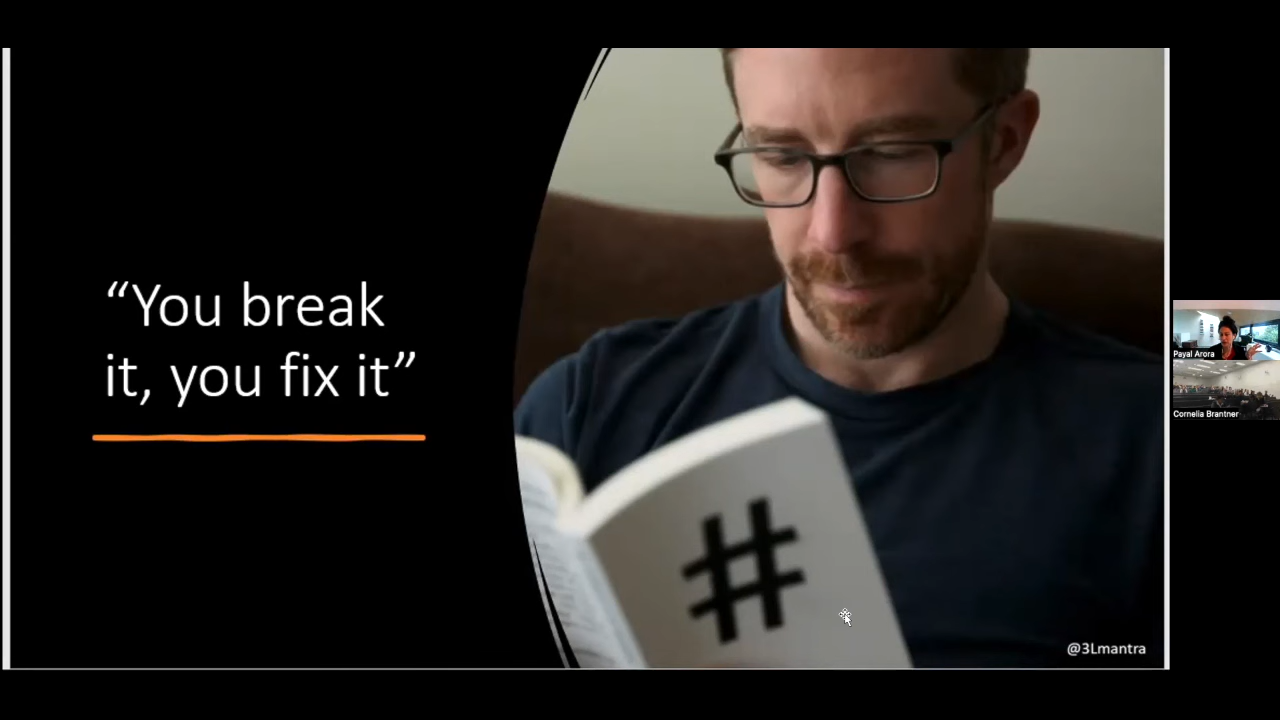 “You break
it, you fix it”
#
@3Lmantra
Payal Arora
Cornelia Brantner